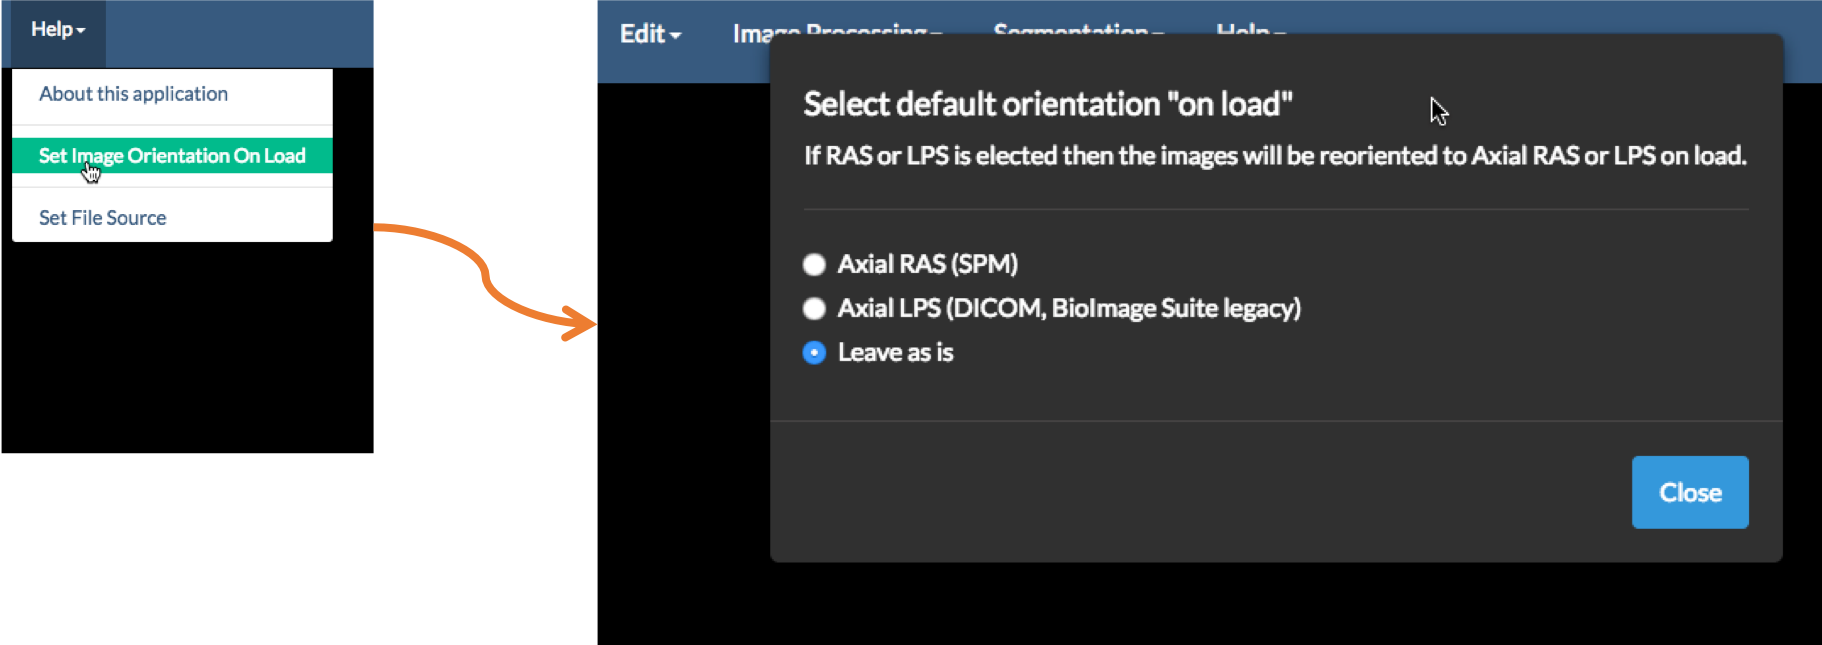 Help
About this application
Set Image Orientation On Load
Set File Source
Edit Image Processing Segmentation Help
Select default orientation "on load"
If RAS or LPS is elected then the images will be reoriented to Axial RAS or LPS on load.
Axial RAS (SPM)
Axial LPS (DICOM, BioImage Suite legacy)
Leave as is
Close